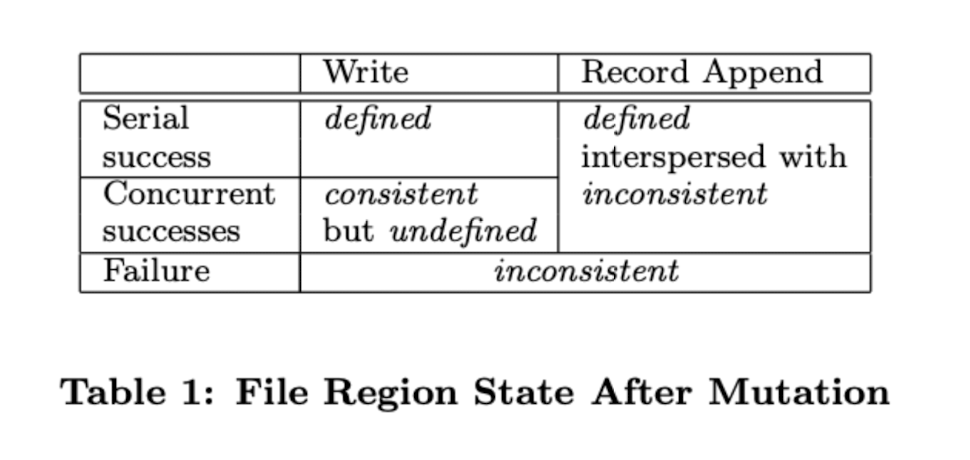 Write Record Append
Serial defined defined
success interspersed with
Concurrent consistent inconsistent
successes but undefined
Failure inconsistent
Table 1: File Region State After Mutation